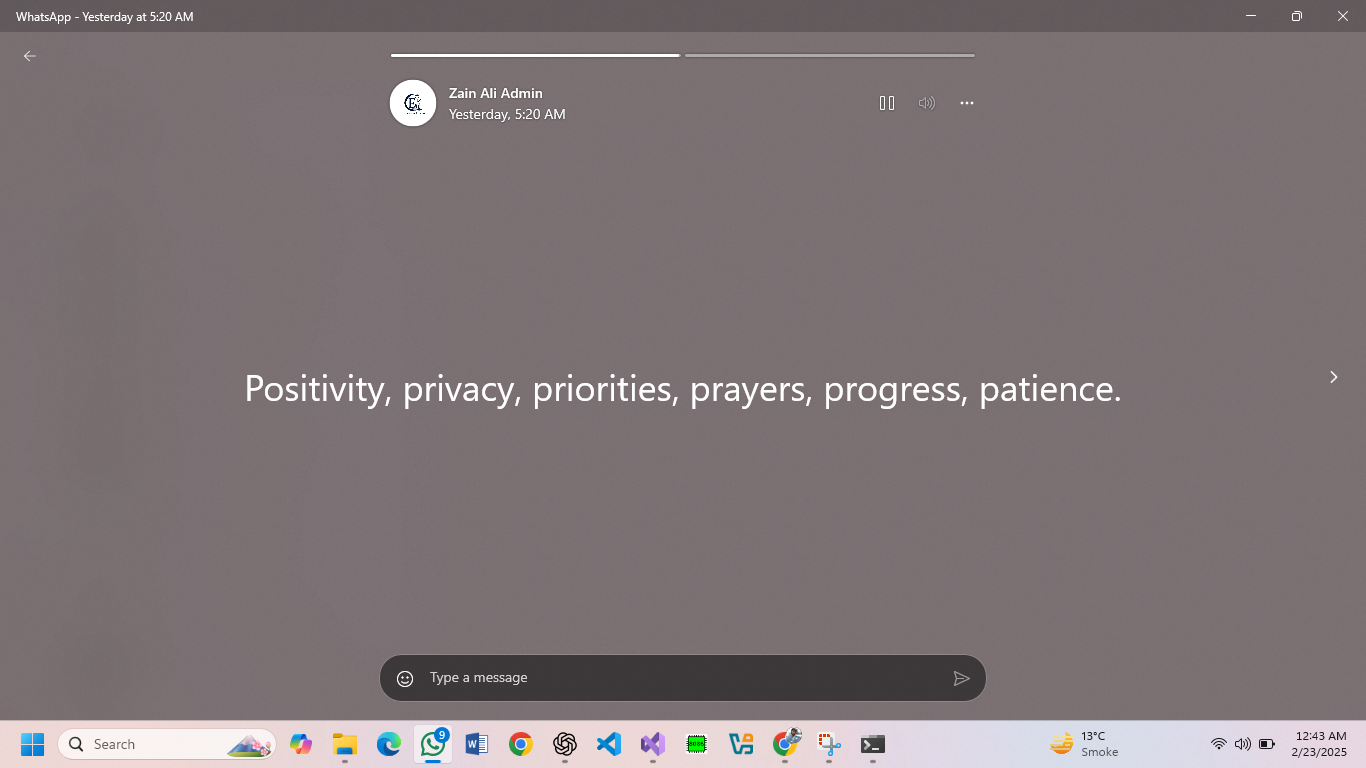 WhatsApp - Yesterday at 5:20 AM
Zain Ali Admin
Yesterday, 5:20 AM
Positivity, privacy, priorities, prayers, progress, patience.
Type a message
Search
9
13°C
Smoke
12:43 AM
2/23/2025